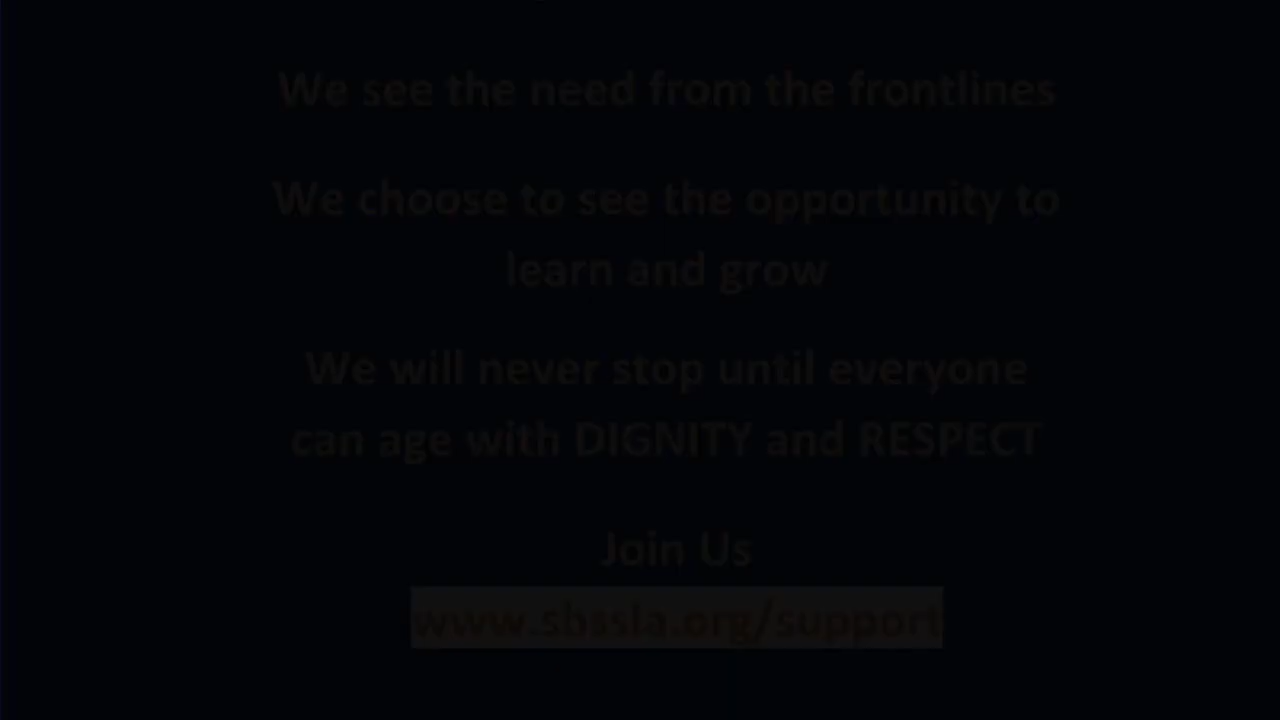 We see the need from the frontlines
We choose to see the opportunity to
learn and grow
We will never stop until everyone
can age with DIGNITY and RESPECT
Join Us
www.sbssla.org/support